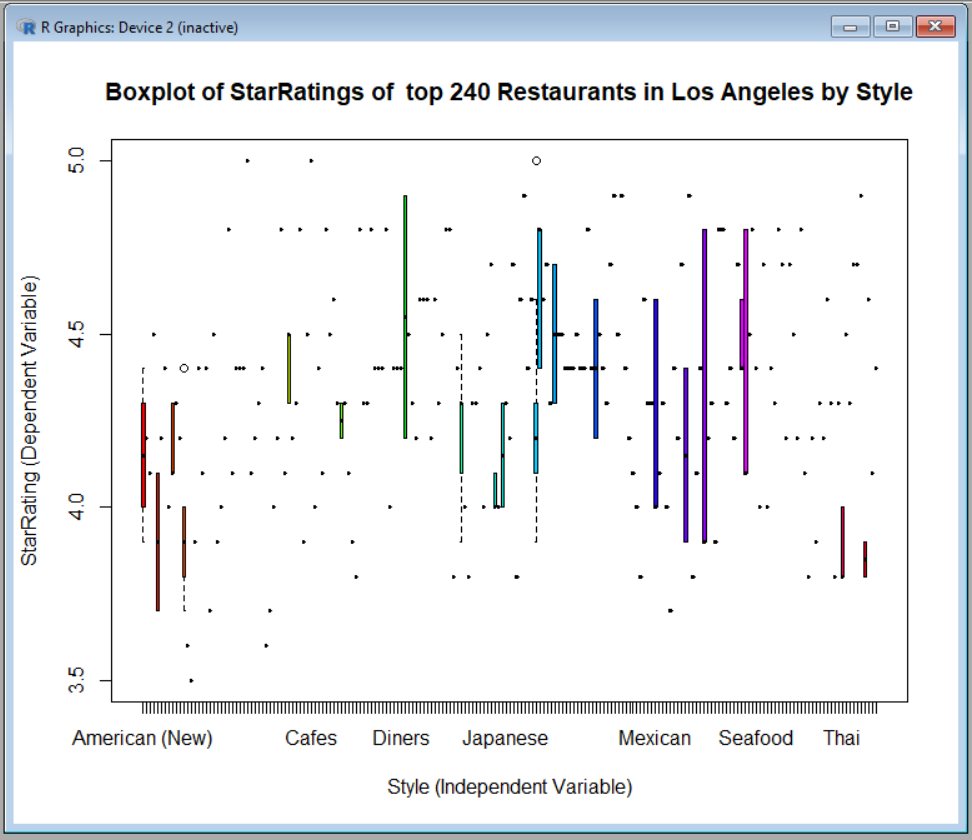 R Graphics: Device 2 (inactive)
Boxplot of StarRatings of  top 240 Restaurants in Los Angeles by Style
StarRating (Dependent Variable)
5.0
4.5
4.0
3.5
American (New) Cafes Diners Japanese Mexican Seafood Thai
Style (Independent Variable)